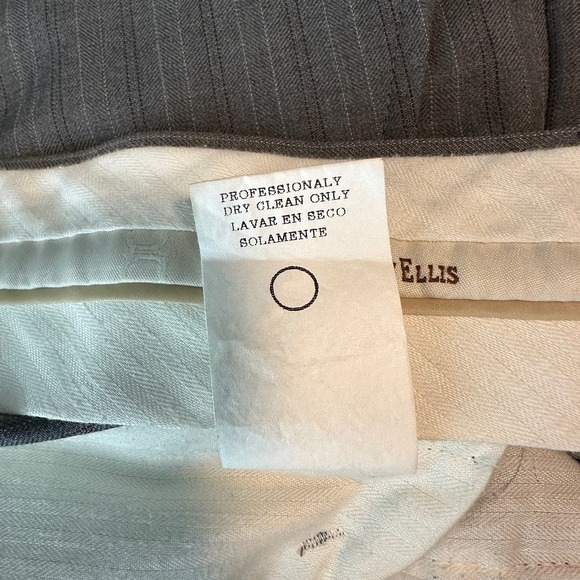 PROFESSIONALY
DRY CLEAN ONLY
LAVAR EN SECO
SOLAMENTE
ELLIS